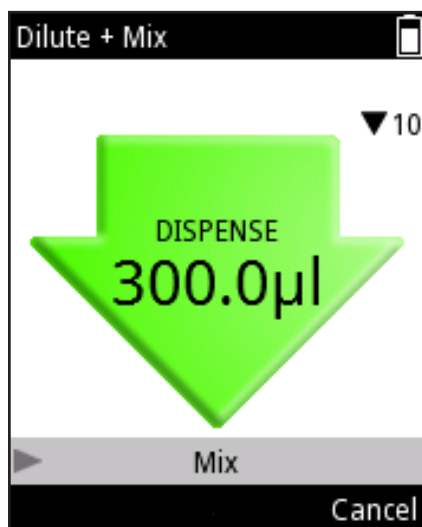 Dilute + Mix
▼10
DISPENSE
300.0µl
Mix
Cancel